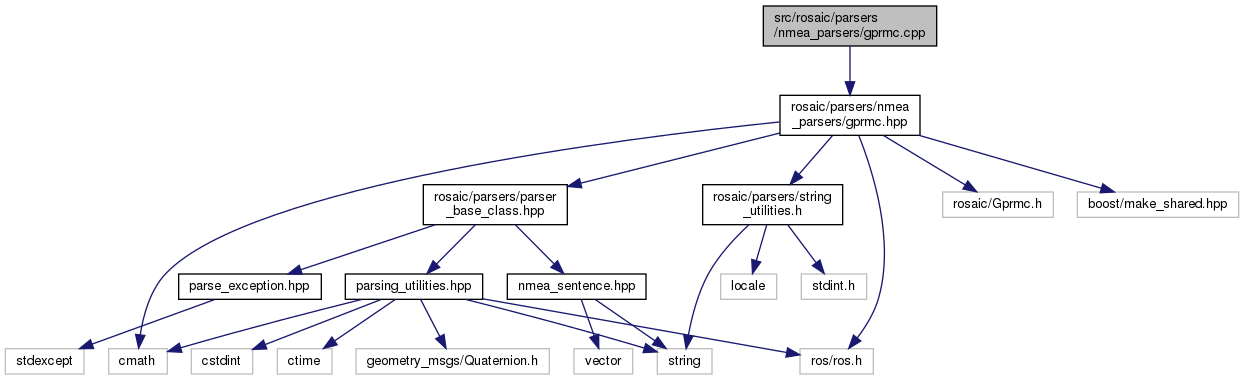 src/rosaic/parsers
/nmea_parsers/gprmc.cpp
rosaic/parsers/nmea
_parsers/gprmc.hpp
rosaic/parsers/parser
_base_class.hpp
rosaic/parsers/string
_utilities.h
rosaic/Gprmc.h
boost/make_shared.hpp
parse_exception.hpp
parsing_utilities.hpp
nmea_sentence.hpp
locale
stdint.h
stdexcept
cmath
cstdint
ctime
geometry_msgs/Quaternion.h
vector
string
ros/ros.h